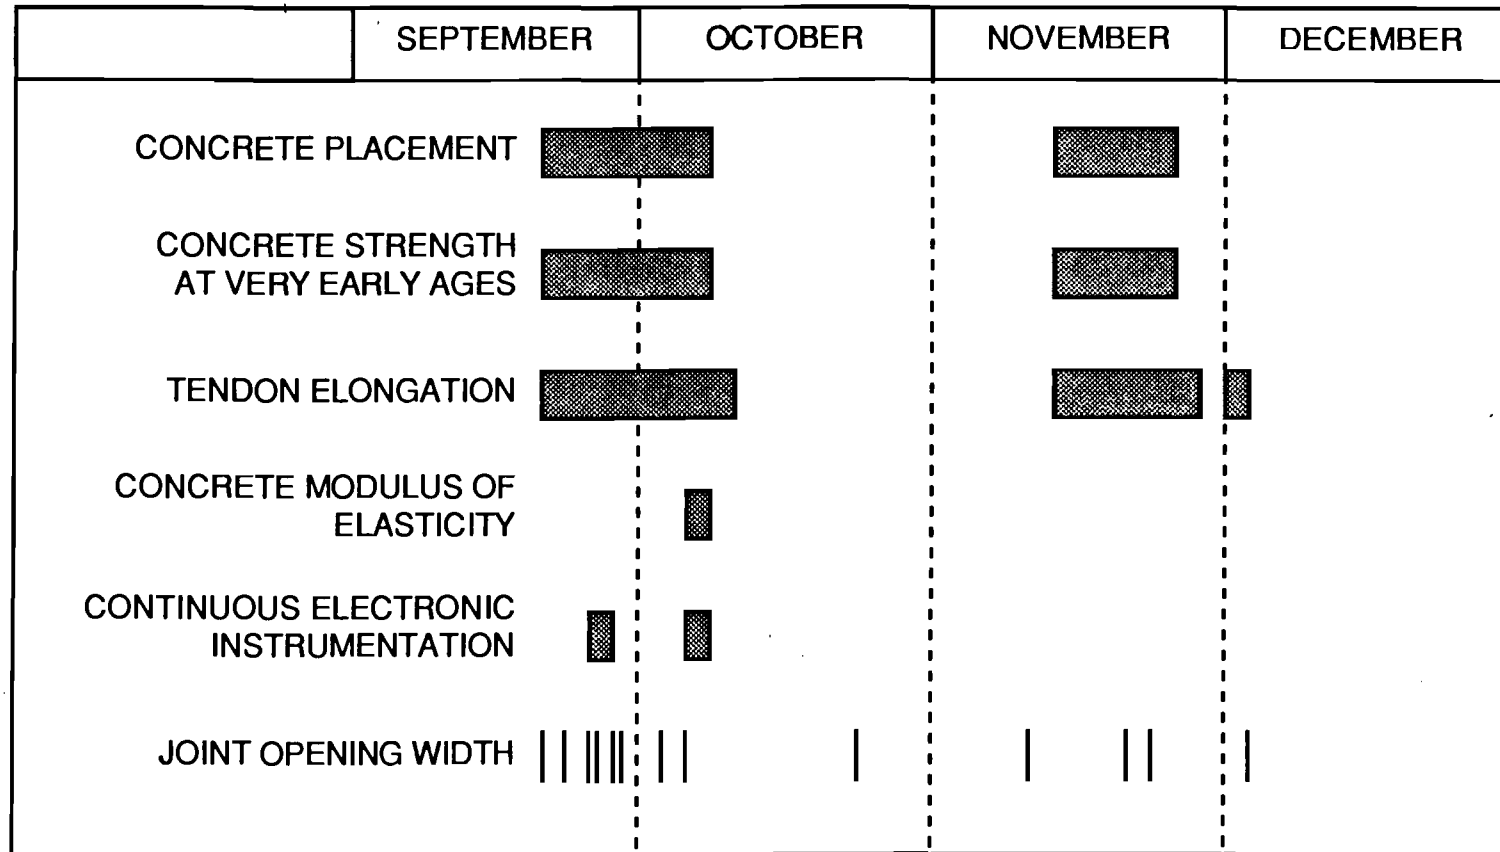 SEPTEMBER OCTOBER NOVEMBER DECEMBER
CONCRETE PLACEMENT
CONCRETE STRENGTH
AT VERY EARLY AGES
TENDON ELONGATION
CONCRETE MODULUS OF
ELASTICITY
CONTINUOUS ELECTRONIC
INSTRUMENTATION
JOINT OPENING WIDTH